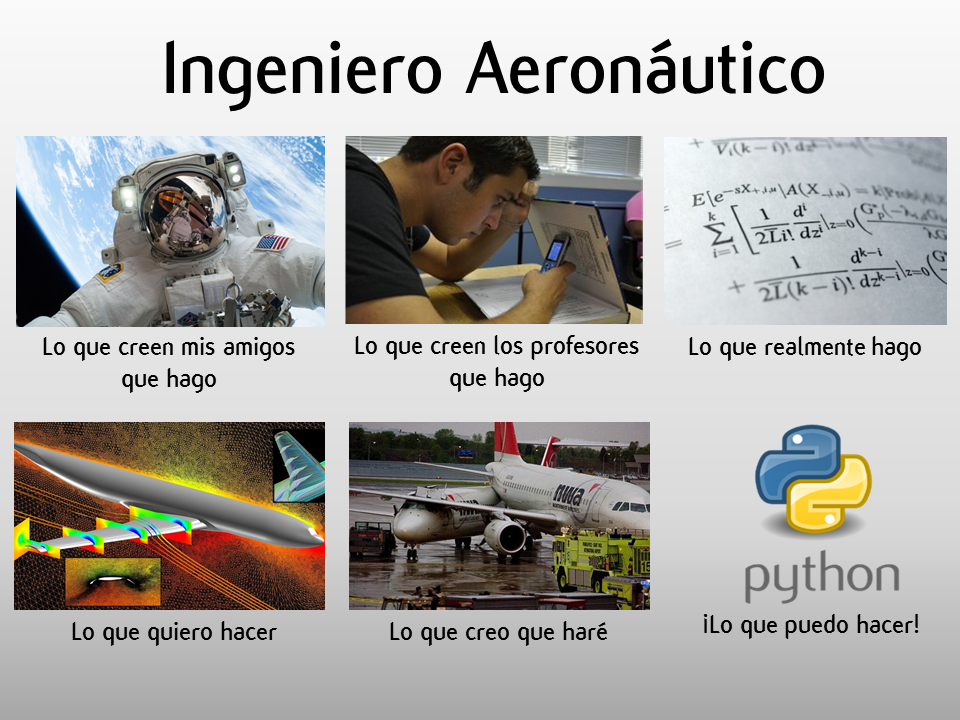 Ingeniero Aeronáutico
Lo que creen mis amigos
que hago
Lo que creen los profesores
que hago
Lo que realmente hago
Lo que quiero hacer
nwa
Lo que creo que haré
python
¡Lo que puedo hacer!